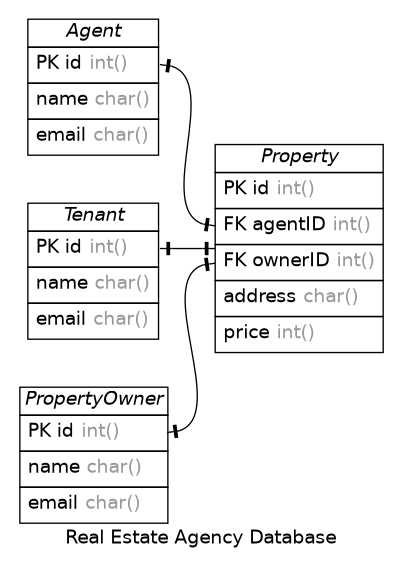 Agent
PK id int()
name char()
email char()
Property
PK id int()
FK agentID int()
FK ownerID int()
address char()
price int()
Tenant
PK id int()
name char()
email char()
PropertyOwner
PK id int()
name char()
email char()
Real Estate Agency Database